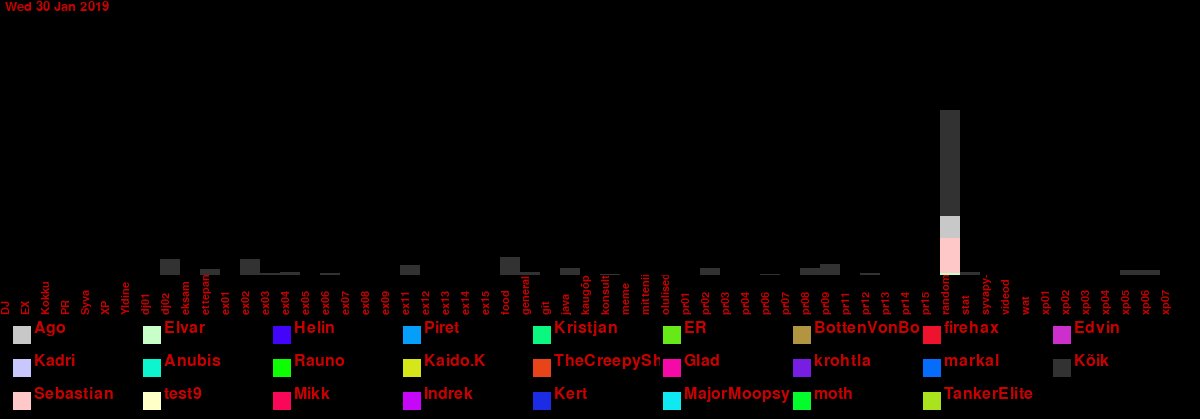 Wed 30 Jan 2019
DJ
EX
Kokku
PR
Syva
XP
Yldine
dj01
dj02
eksam
ettepan
ex01
ex02
ex03
ex04
ex05
ex06
ex07
ex08
ex09
ex11
ex12
ex13
ex14
ex15
food
general
git
java
kaugõp
konsult
meme
mittenii
olulised
pr01
pr02
pr03
pr04
pr06
pr07
pr08
pr09
pr11
pr12
pr13
pr14
pr15
random
stat
syvapy-
videod
wat
xp01
xp02
xp03
xp04
xp05
xp06
xp07
Ago Elvar Helin Piret Kristjan ER BottenVonBo firehax Edvin
Kadri Anubis Rauno Kaido.K TheCreepySh Glad krohtla markal Kõik
Sebastian test9 Mikk Indrek Kert MajorMoopsy moth TankerElite